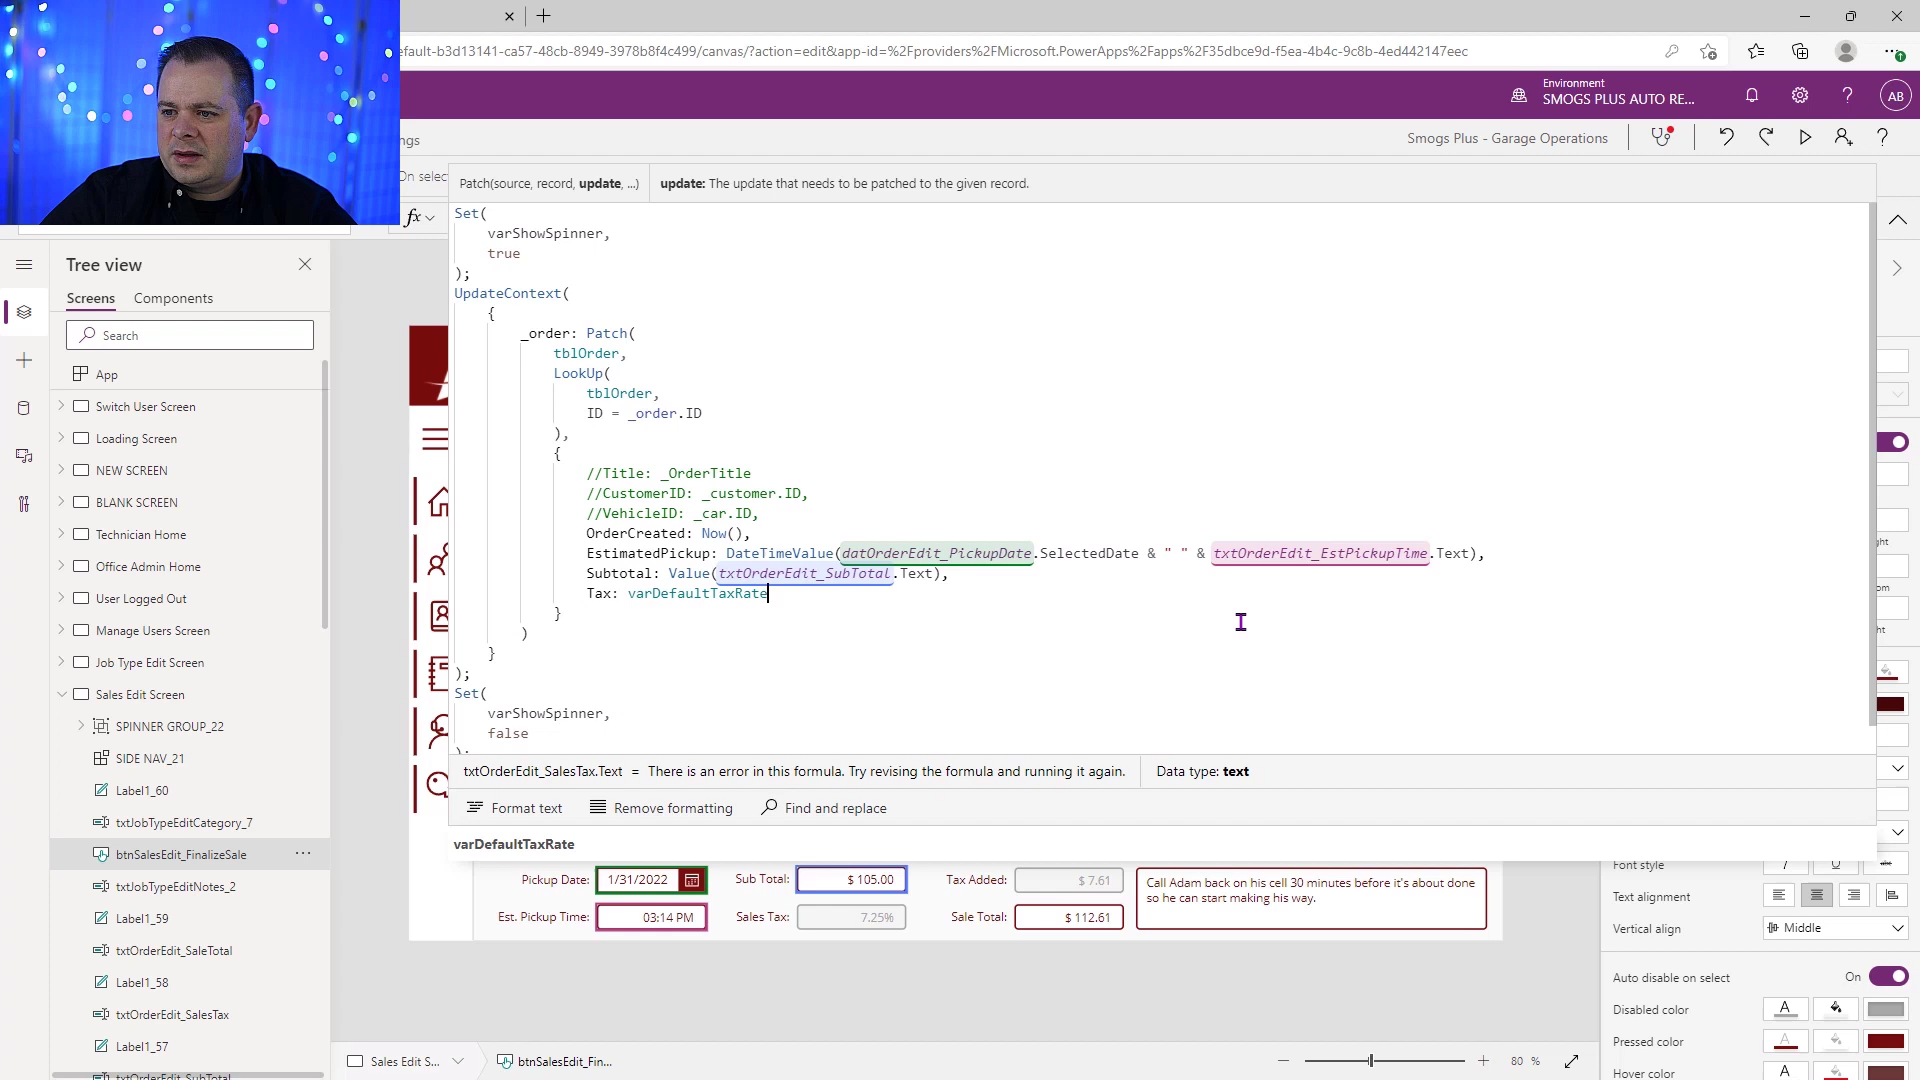 efault-b3d13141-ca57-48cb-8949-3978b8f4c499/canvas/?action=edit&app-id=%2Fproviders%2FMicrosoft.PowerApps%2Fapps%2F35dbce9d-f5ea-4b4c-9c8b-4ed442147eec
Environment
SMOGS PLUS AUTO RE...
AB
ngs
Smogs Plus - Garage Operations
On selec
Patch(source, record, update, ...)
update: The update that needs to be patched to the given record.
fx
Set(
varShowSpinner,
true
);
UpdateContext(
{
_order: Patch(
tblOrder,
LookUp(
tblOrder,
ID = _order.ID
),
{
//Title: _OrderTitle
//CustomerID: _customer.ID,
//VehicleID: _car.ID,
OrderCreated: Now(),
EstimatedPickup: DateTimeValue(datOrderEdit_PickupDate.SelectedDate & " " & txtOrderEdit_EstPickupTime.Text),
Subtotal: Value(txtOrderEdit_SubTotal.Text),
Tax: varDefaultTaxRate
}
)
}
);
Set(
varShowSpinner,
false
);
txtOrderEdit_SalesTax.Text = There is an error in this formula. Try revising the formula and running it again.
Data type: text
Format text
Remove formatting
Find and replace
varDefaultTaxRate
Tree view
Screens
Components
Search
App
Switch User Screen
Loading Screen
NEW SCREEN
BLANK SCREEN
Technician Home
Office Admin Home
User Logged Out
Manage Users Screen
Job Type Edit Screen
Sales Edit Screen
SPINNER GROUP_22
SIDE NAV_21
Label1_60
txtJobTypeEditCategory_7
btnSalesEdit_FinalizeSale
txtJobTypeEditNotes_2
Label1_59
txtOrderEdit_SaleTotal
Label1_58
txtOrderEdit_SalesTax
Label1_57
txtOrderEdit_SubTotal
Pickup Date: 1/31/2022
Sub Total: $ 105.00
Tax Added: $ 7.61
Call Adam back on his cell 30 minutes before it's about done
so he can start making his way.
Est. Pickup Time: 03:14 PM
Sales Tax: 7.25%
Sale Total: $ 112.61
ght
om
ht
Font style
Text alignment
Vertical align
Middle
Auto disable on select
On
Disabled color
Pressed color
Hover color
Sales Edit S...
btnSalesEdit_Fin...
80 %